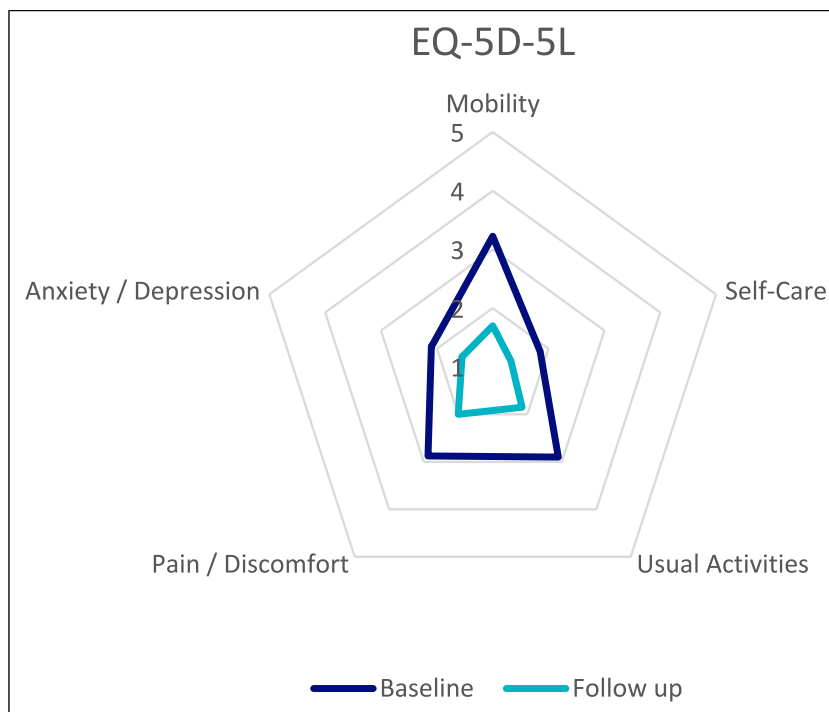 EQ-5D-5L
Mobility
5
4
3
2
1
Anxiety / Depression
Self-Care
Pain / Discomfort
Usual Activities
Baseline
Follow up